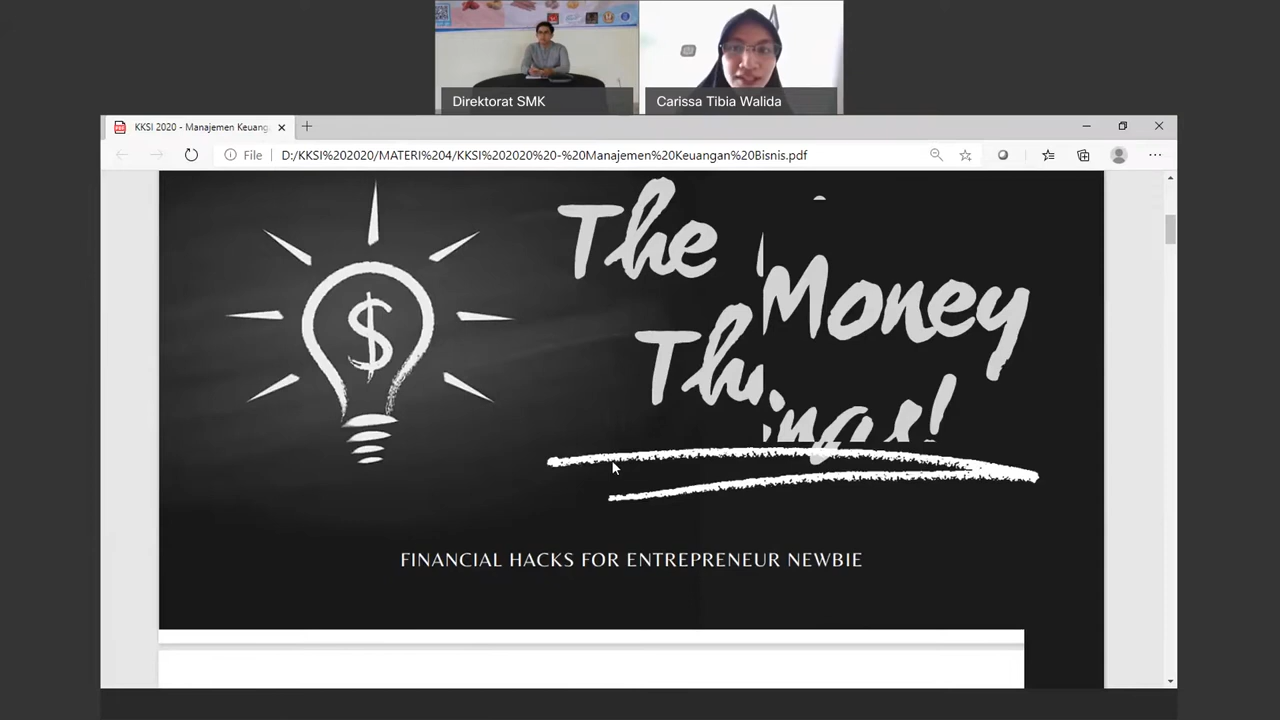 Direktorat SMK
Carissa Tibia Walida
KKSI 2020 - Manajemen Keuang
File
D:/KKSI%202020/MATERI%204/KKSI%202020%20-%20Manajemen%20Keuangan%20Bisnis.pdf
The
Money
Things!
FINANCIAL HACKS FOR ENTREPRENEUR NEWBIE